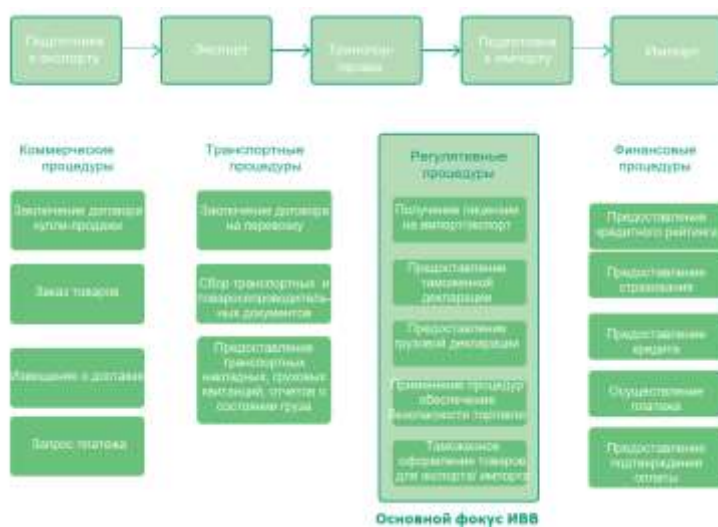 Подготовка
к экспорту
Экспорт
Транспор-
тировка
Подготовка
к импорту
Импорт
Коммерческие
процедуры
Заключение договора
купли-продажи
Заказ товаров
Извещение о доставке
Запрос платежа
Транспортные
процедуры
Заключение договора
на перевозку
Сбор транспортных и
товаросопроводитель-
ных документов
Предоставление
транспортных
накладных, грузовых
квитанций, отчетов о
состоянии груза
Регулятивные
процедуры
Получение лицензии
на импорт/экспорт
Предоставление
таможенной
декларации
Предоставление
грузовой декларации
Применение процедур
обеспечения
безопасности торговли
Таможенное
оформление товаров
для экспорта/ импорта
Основной фокус ИВВ
Финансовые
процедуры
Предоставление
кредитного рейтинга
Предоставление
страхования
Предоставление
кредита
Осуществление
платежа
Предоставление
подтверждения
оплаты